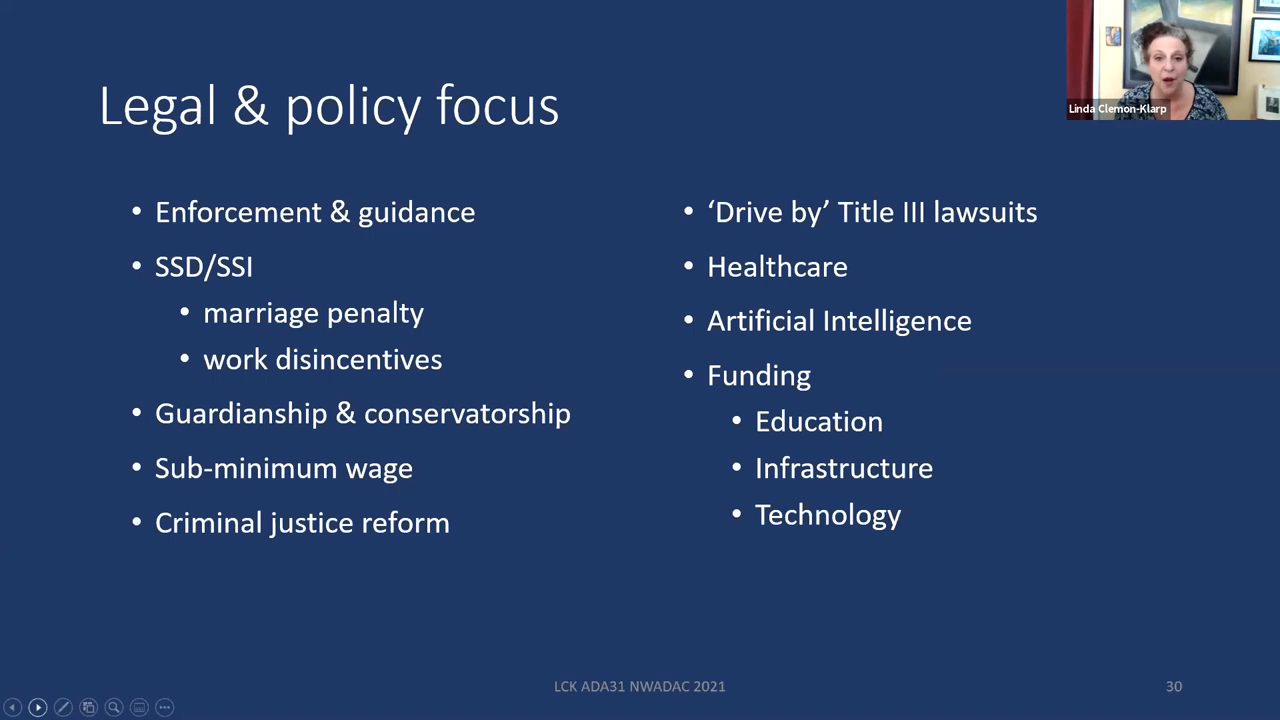 Linda Clemon-Klarp
Legal & policy focus
• Enforcement & guidance
• SSD/SSI
• marriage penalty
• work disincentives
• Guardianship & conservatorship
• Sub-minimum wage
• Criminal justice reform
• ‘Drive by’ Title III lawsuits
• Healthcare
• Artificial Intelligence
• Funding
• Education
• Infrastructure
• Technology
LCK ADA31 NWADAC 2021
30